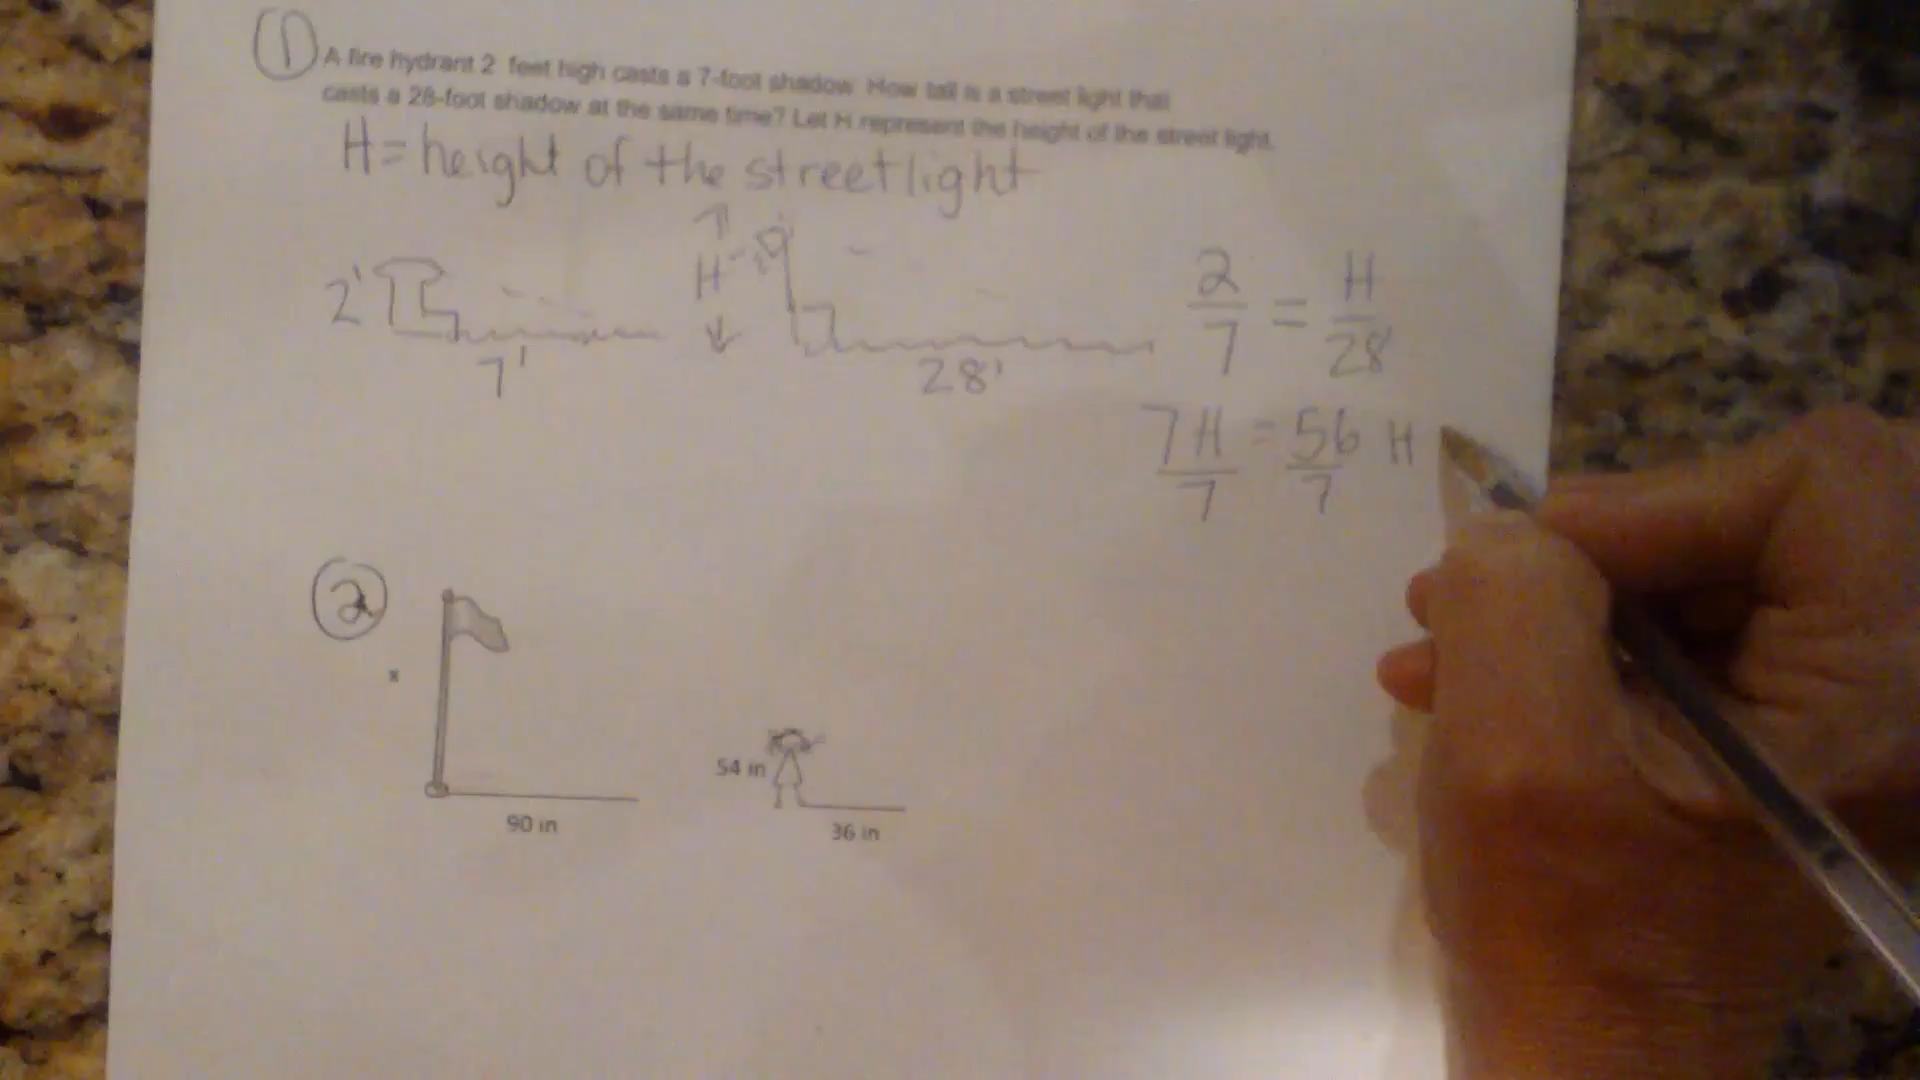 1
A fire hydrant 2 feet high casts a 7-foot shadow. How tall is a street light that
casts a 28-foot shadow at the same time? Let H represent the height of the street light.
H = height of the streetlight
2' H
7' 28'
2/7 = H/28
7H/7 = 56/7 H
2
x
54 in
90 in 36 in